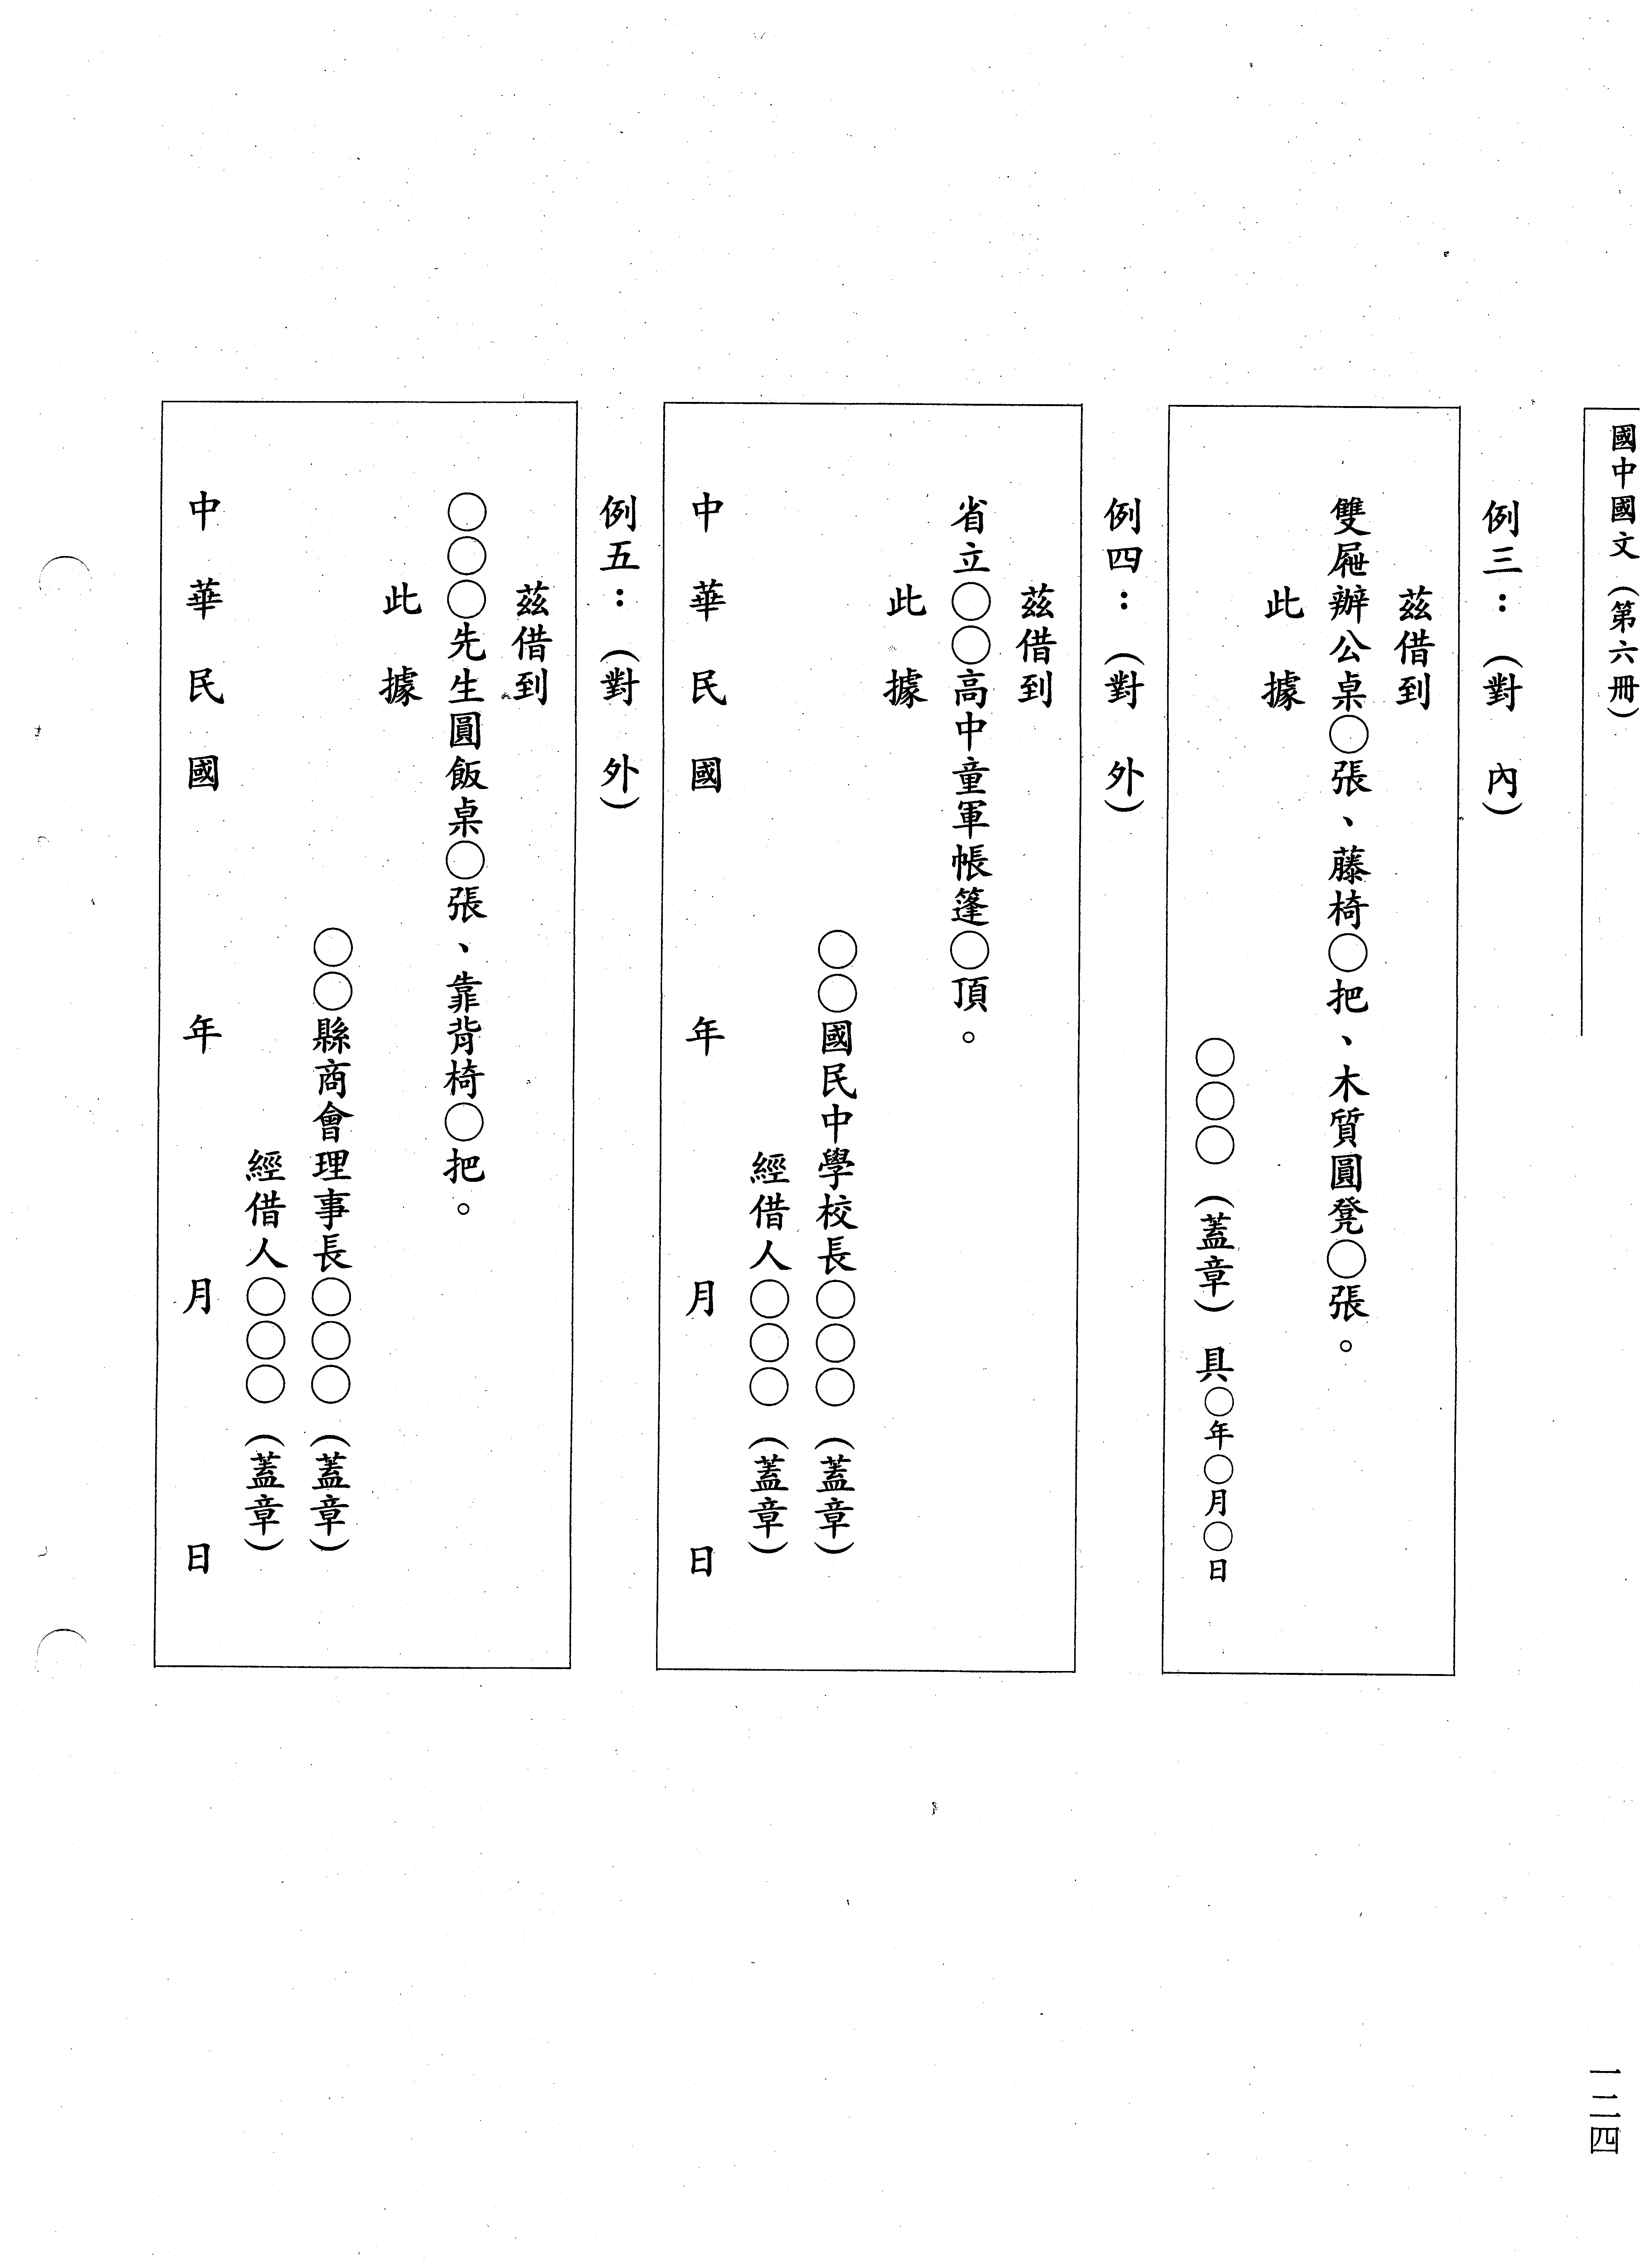 國中國文（第六冊）
例三：（對　內）
茲借到
雙屜辦公桌○張、藤椅○把、木質圓凳○張。
此　據
○○○（蓋章）具○年○月○日
例四：（對　外）
茲借到
省立○○高中童軍帳篷○頂。
此　據
○○國民中學校長○○○（蓋章）
經借人○○○（蓋章）
中　華　民　國　　　　　年　　　　　月　　　　　日
例五：（對　外）
茲借到
○○○先生圓飯桌○張、靠背椅○把。
此　據
○○縣商會理事長○○○（蓋章）
經借人○○○（蓋章）
中　華　民　國　　　　　年　　　　　月　　　　　日
一二四